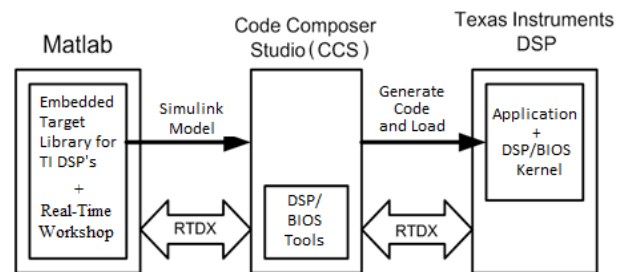 Matlab
Code Composer
Studio(CCS)
Texas Instruments
DSP
Embedded
Target
Library for
TI DSP's
+
Real-Time
Workshop
Simulink
Model
RTDX
DSP/
BIOS
Tools
Generate
Code
and Load
RTDX
Application
+
DSP/BIOS
Kernel